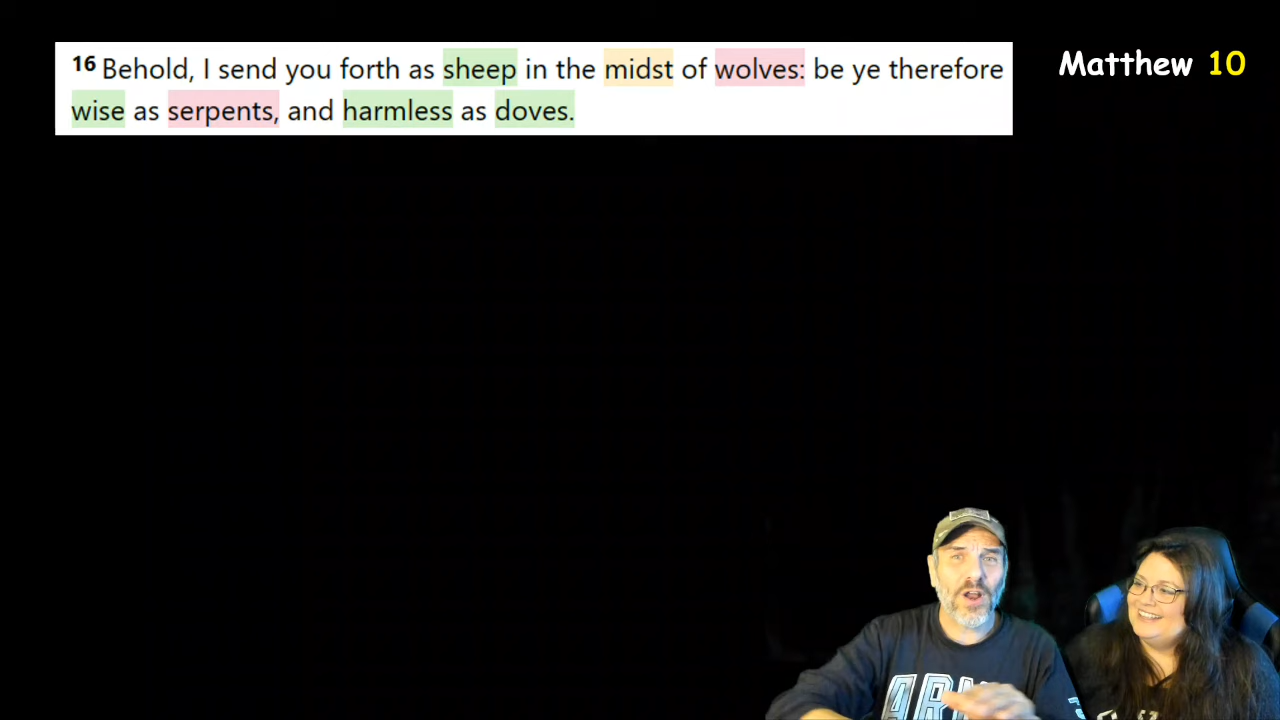 16 Behold, I send you forth as sheep in the midst of wolves: be ye therefore
wise as serpents, and harmless as doves.
Matthew 10